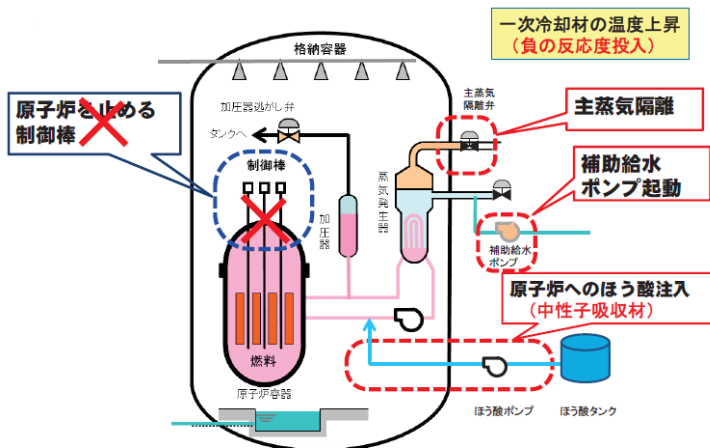 一次冷却材の温度上昇
（負の反応度投入）
格納容器
原子炉を止める
制御棒
加圧器逃がし弁
タンクへ
制御棒
主蒸気
隔離弁
主蒸気隔離
補助給水
ポンプ起動
蒸気発生器
加圧器
補助給水
ポンプ
原子炉へのほう酸注入
（中性子吸収材）
燃料
原子炉容器
ほう酸ポンプ
ほう酸タンク